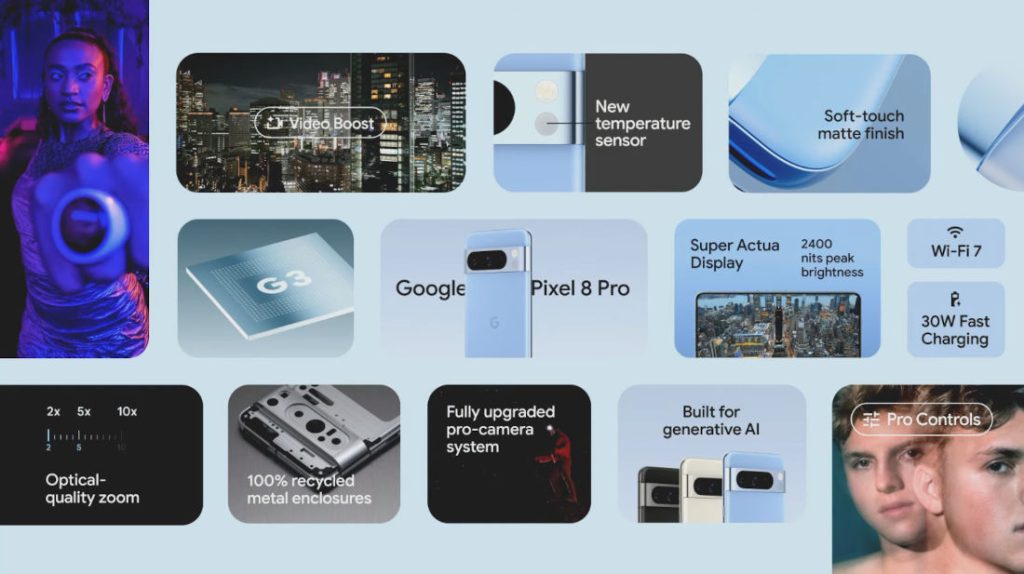 Video Boost
New
temperature
sensor
Soft-touch
matte finish
G3
Google Pixel 8 Pro
G
Super Actua
Display
2400
nits peak
brightness
Wi-Fi 7
30W Fast
Charging
2x 5x 10x
2 5 10
Optical-
quality zoom
100% recycled
metal enclosures
Fully upgraded
pro-camera
system
Built for
generative AI
Pro Controls